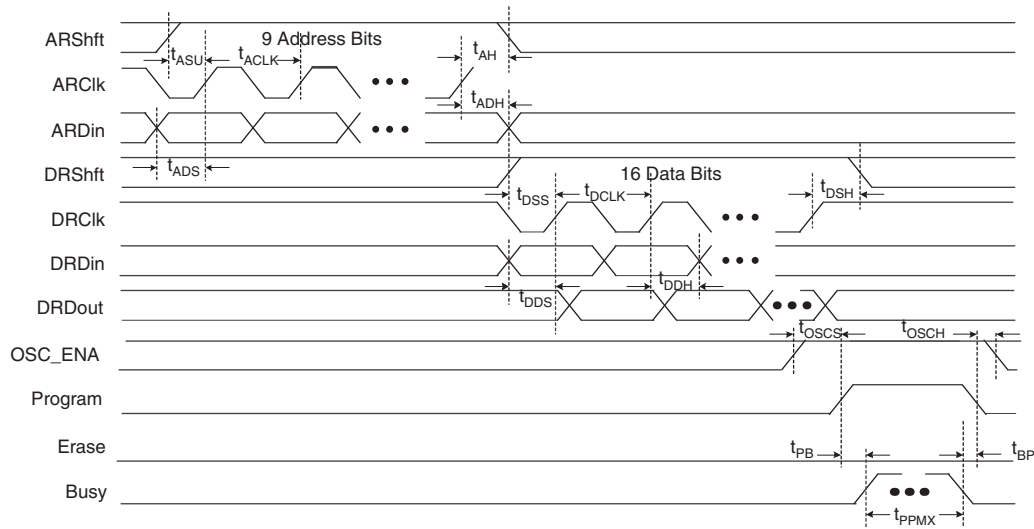 ARShft
9 Address Bits
tASU
tACLK
tAH
ARClk
tADH
ARDin
tADS
DRShft
16 Data Bits
tDSS
tDCLK
tDSH
DRClk
DRDin
tDDS
tDDH
DRDout
tOSCS
tOSCH
OSC_ENA
Program
Erase
tPB
tBP
Busy
tPPMX